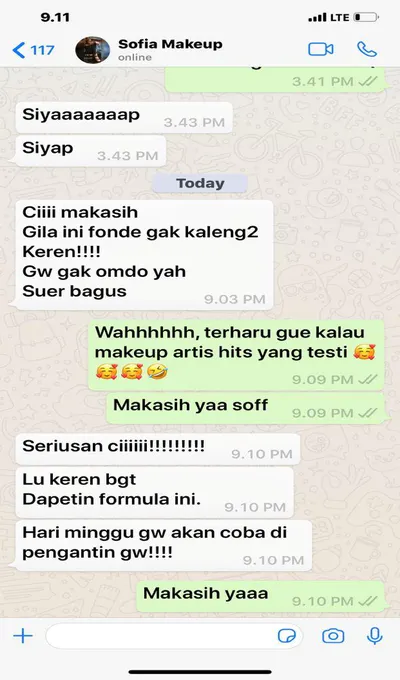 9.11
LTE
117
Sofia Makeup
online
3.41 PM
Siyaaaaaaap
3.43 PM
Siyap
3.43 PM
Today
Ciiii makasih
Gila ini fonde gak kaleng2
Keren!!!!
Gw gak omdo yah
Suer bagus
9.03 PM
Wahhhhhh, terharu gue kalau
makeup artis hits yang testi 🥰
🥰🥰🤣
9.09 PM
Makasih yaa soff
9.09 PM
Seriusan ciiiiii!!!!!!!!!
9.10 PM
Lu keren bgt
Dapetin formula ini.
9.10 PM
Hari minggu gw akan coba di
pengantin gw!!!!
9.10 PM
Makasih yaaa
9.10 PM